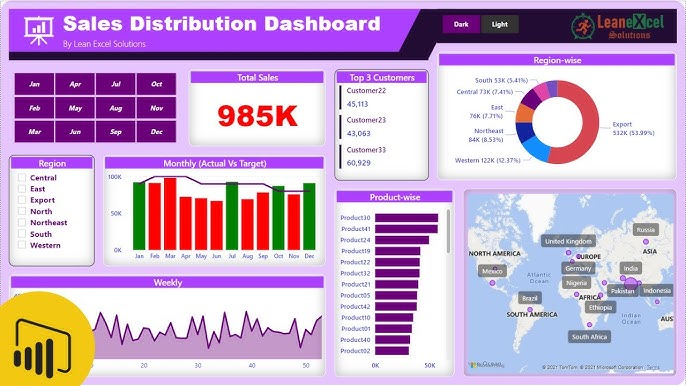 Sales Distribution Dashboard
By Lean Excel Solutions
Dark
Light
LeaneXcel
Solutions
Jan Apr Jul Oct
Feb May Aug Nov
Mar Jun Sep Dec
Total Sales
985K
Top 3 Customers
Customer22
45,113
Customer23
43,063
Customer33
60,929
Region-wise
South 53K (5.41%)
Central 73K (7.41%)
East
76K (7.71%)
Northeast
84K (8.53%)
Western 122K (12.37%)
Export
532K (53.99%)
Region
Central
East
Export
North
Northeast
South
Western
Monthly (Actual Vs Target)
100K
50K
0K
Jan Feb Mar Apr May Jun Jul Aug Sep Oct Nov Dec
Product-wise
Product30
Product41
Product24
Product19
Product22
Product32
Product21
Product05
Product42
Product10
Product01
Product40
Product02
0K 50K
Weekly
10 20 30 40 50
NORTH AMERICA
Mexico
Atlantic
Ocean
Brazil
SOUTH AMERICA
United Kingdom
EUROPE
Germany
Nigeria
AFRICA
Ethiopia
South Africa
Russia
ASIA
India
Pakistan
Indonesia
Indian
Ocean
© 2021 TomTom, © 2021 Microsoft Corporation Terms